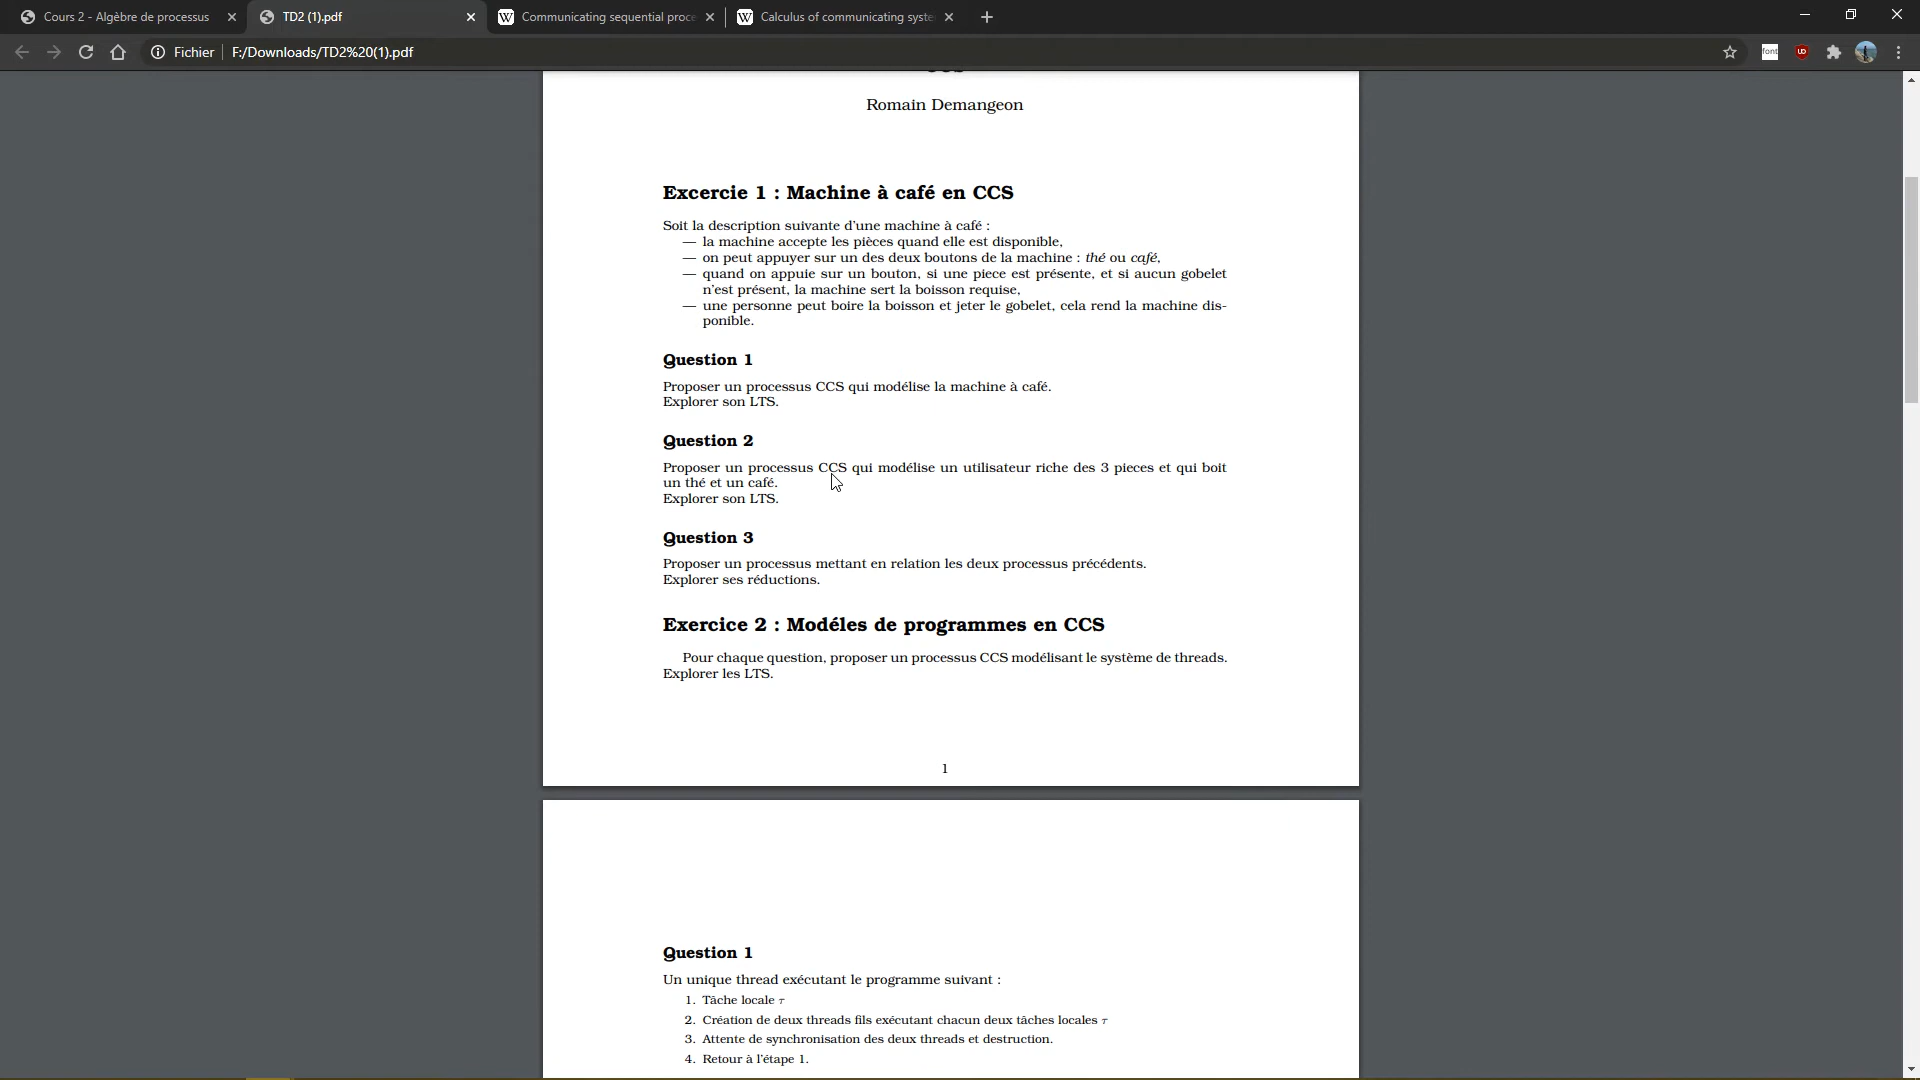 Cours 2 - Algèbre de processus
TD2 (1).pdf
Communicating sequential proce
Calculus of communicating syste
Fichier
F:/Downloads/TD2%20(1).pdf
font
Romain Demangeon
Excercie 1 : Machine à café en CCS
Soit la description suivante d'une machine à café :
— la machine accepte les pièces quand elle est disponible,
— on peut appuyer sur un des deux boutons de la machine : thé ou café,
— quand on appuie sur un bouton, si une piece est présente, et si aucun gobelet
n'est présent, la machine sert la boisson requise,
— une personne peut boire la boisson et jeter le gobelet, cela rend la machine dis-
ponible.
Question 1
Proposer un processus CCS qui modélise la machine à café.
Explorer son LTS.
Question 2
Proposer un processus CCS qui modélise un utilisateur riche des 3 pieces et qui boit
un thé et un café.
Explorer son LTS.
Question 3
Proposer un processus mettant en relation les deux processus précédents.
Explorer ses réductions.
Exercice 2 : Modéles de programmes en CCS
Pour chaque question, proposer un processus CCS modélisant le système de threads.
Explorer les LTS.
1
Question 1
Un unique thread exécutant le programme suivant :
1. Tâche locale τ
2. Création de deux threads fils exécutant chacun deux tâches locales τ
3. Attente de synchronisation des deux threads et destruction.
4. Retour à l'étape 1.